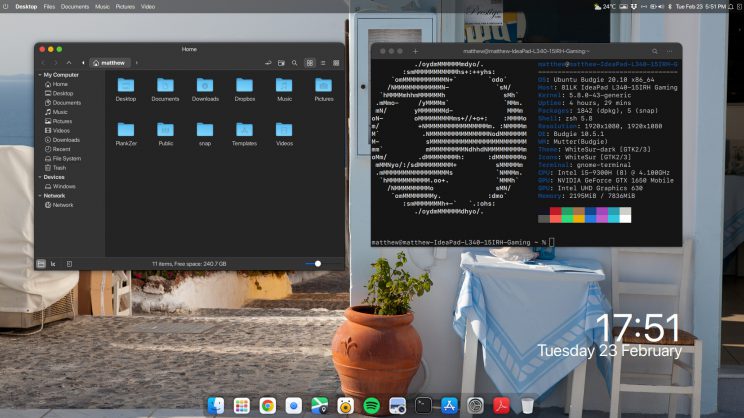 Desktop Files Documents Music Pictures Video
24°C Tue Feb 23 5:51 PM
Prestige
Home
matthew
My Computer
Home
Desktop
Documents
Music
Pictures
Videos
Downloads
Recent
File System
Trash
Devices
Windows
Network
Network
Desktop Documents Downloads Dropbox Music Pictures
PlankZer Public snap Templates Videos
11 items, Free space: 240.7 GB
matthew@matthew-IdeaPad-L340-15IRH-Gaming:~
matthew@matthew-IdeaPad-L340-15IRH-G
OS: Ubuntu Budgie 20.10 x86_64
Host: 81LK IdeaPad L340-15IRH Gaming
Kernel: 5.8.0-43-generic
Uptime: 4 hours, 29 mins
Packages: 1842 (dpkg), 5 (snap)
Shell: zsh 5.8
Resolution: 1920x1080, 1920x1080
DE: Budgie 10.5.1
WM: Mutter(Budgie)
Theme: WhiteSur-dark [GTK2/3]
Icons: WhiteSur [GTK2/3]
Terminal: gnome-terminal
CPU: Intel i5-9300H (8) @ 4.100GHz
GPU: NVIDIA GeForce GTX 1650 Mobile
GPU: Intel UHD Graphics 630
Memory: 2195MiB / 7836MiB
matthew@matthew-IdeaPad-L340-15IRH-Gaming ~ %
17:51
Tuesday 23 February